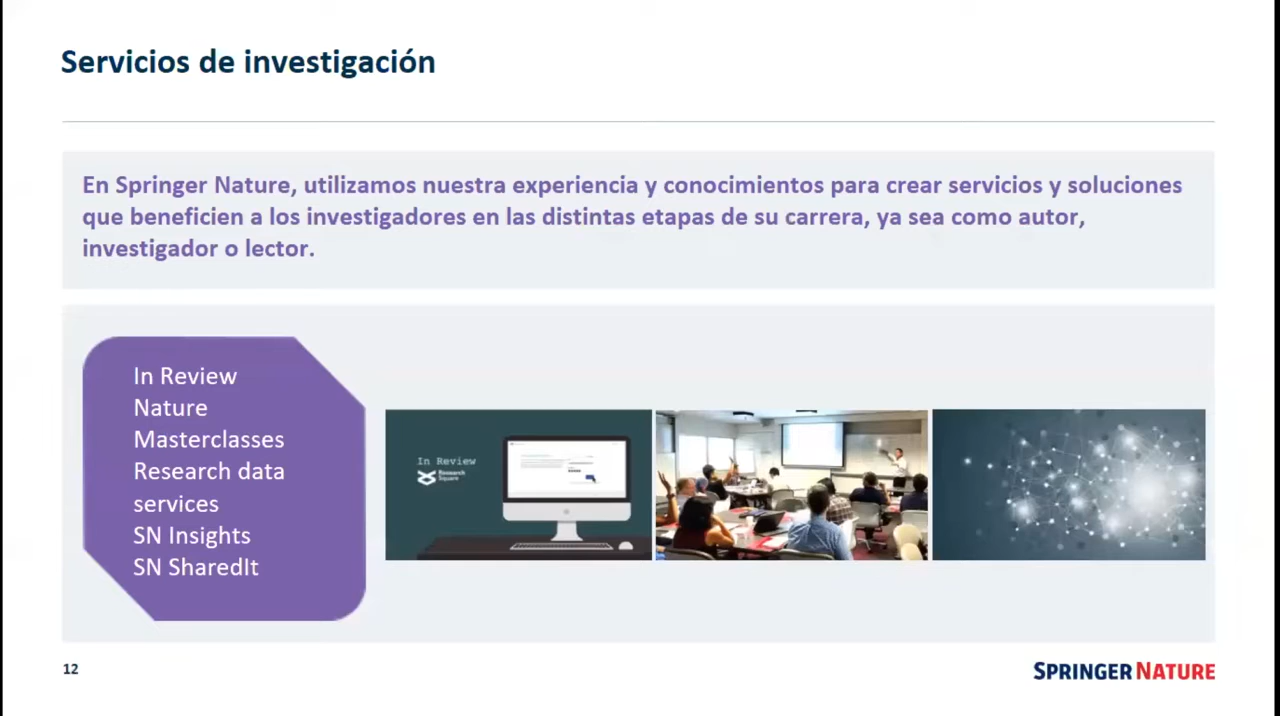 Servicios de investigación
En Springer Nature, utilizamos nuestra experiencia y conocimientos para crear servicios y soluciones
que beneficien a los investigadores en las distintas etapas de su carrera, ya sea como autor,
investigador o lector.
In Review
Nature
Masterclasses
Research data
services
SN Insights
SN SharedIt
In Review
Research
Square
12
SPRINGER NATURE